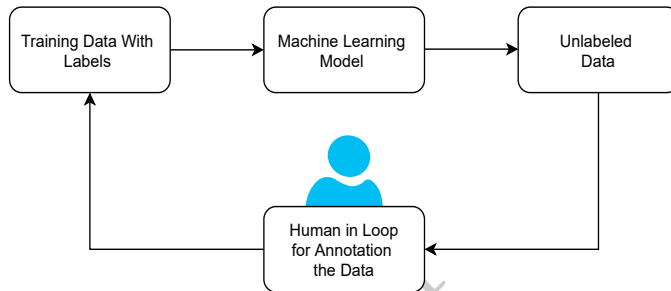 Training Data With
Labels
Machine Learning
Model
Unlabeled
Data
Human in Loop
for Annotation
the Data